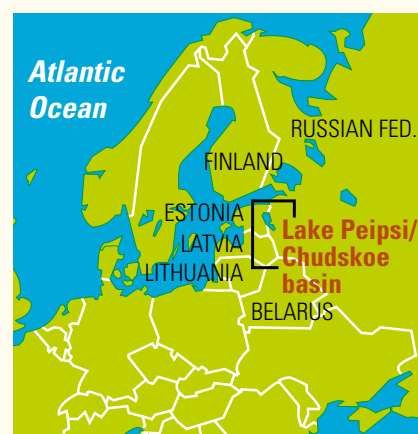 Atlantic
Ocean
RUSSIAN FED.
FINLAND
ESTONIA
LATVIA
LITHUANIA
Lake Peipsi/
Chudskoe
basin
BELARUS